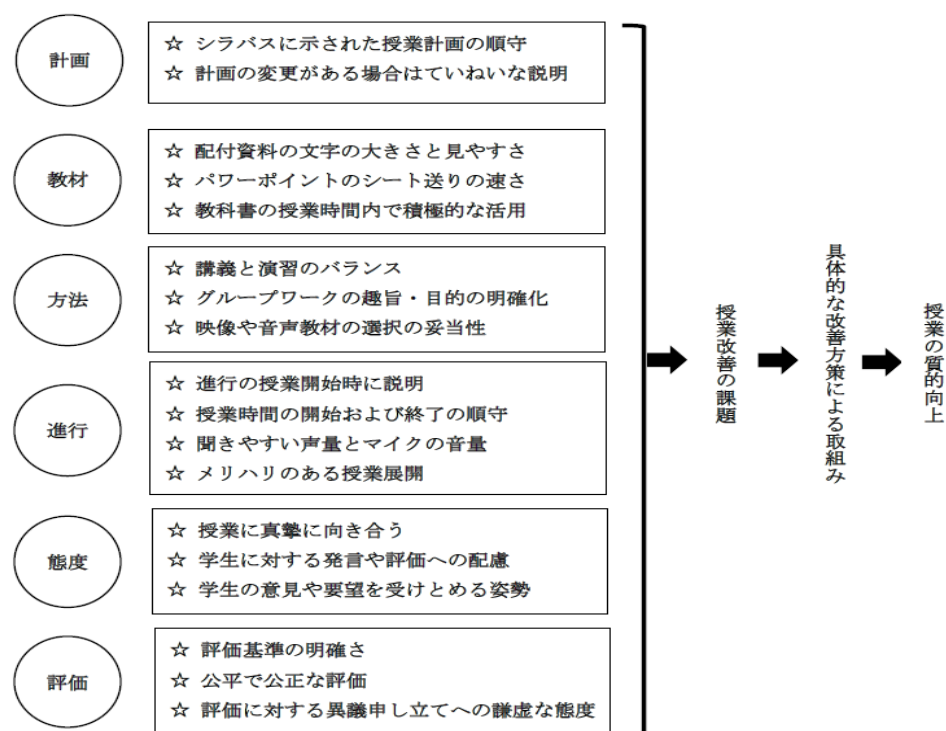 計画
☆ シラバスに示された授業計画の順守
☆ 計画の変更がある場合はていねいな説明
教材
☆ 配付資料の文字の大きさと見やすさ
☆ パワーポイントのシート送りの速さ
☆ 教科書の授業時間内で積極的な活用
方法
☆ 講義と演習のバランス
☆ グループワークの趣旨・目的の明確化
☆ 映像や音声教材の選択の妥当性
進行
☆ 進行の授業開始時に説明
☆ 授業時間の開始および終了の順守
☆ 聞きやすい声量とマイクの音量
☆ メリハリのある授業展開
態度
☆ 授業に真摯に向き合う
☆ 学生に対する発言や評価への配慮
☆ 学生の意見や要望を受けとめる姿勢
評価
☆ 評価基準の明確さ
☆ 公平で公正な評価
☆ 評価に対する異議申し立てへの謙虚な態度
授業改善の課題
具体的な改善方策による取組み
授業の質的向上